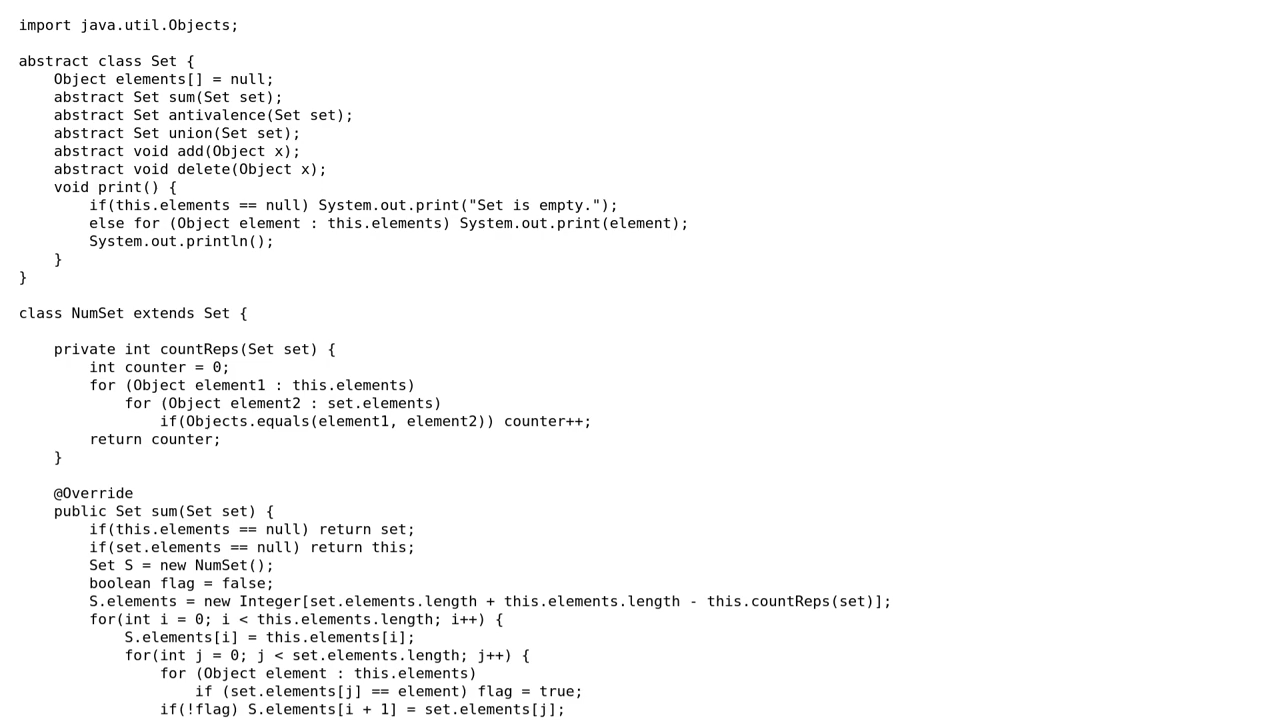 import java.util.Objects;

abstract class Set {
    Object elements[] = null;
    abstract Set sum(Set set);
    abstract Set antivalence(Set set);
    abstract Set union(Set set);
    abstract void add(Object x);
    abstract void delete(Object x);
    void print() {
        if(this.elements == null) System.out.print("Set is empty.");
        else for (Object element : this.elements) System.out.print(element);
        System.out.println();
    }
}

class NumSet extends Set {

    private int countReps(Set set) {
        int counter = 0;
        for (Object element1 : this.elements)
            for (Object element2 : set.elements)
                if(Objects.equals(element1, element2)) counter++;
        return counter;
    }

    @Override
    public Set sum(Set set) {
        if(this.elements == null) return set;
        if(set.elements == null) return this;
        Set S = new NumSet();
        boolean flag = false;
        S.elements = new Integer[set.elements.length + this.elements.length - this.countReps(set)];
        for(int i = 0; i < this.elements.length; i++) {
            S.elements[i] = this.elements[i];
            for(int j = 0; j < set.elements.length; j++) {
                for (Object element : this.elements)
                    if (set.elements[j] == element) flag = true;
                if(!flag) S.elements[i + 1] = set.elements[j];